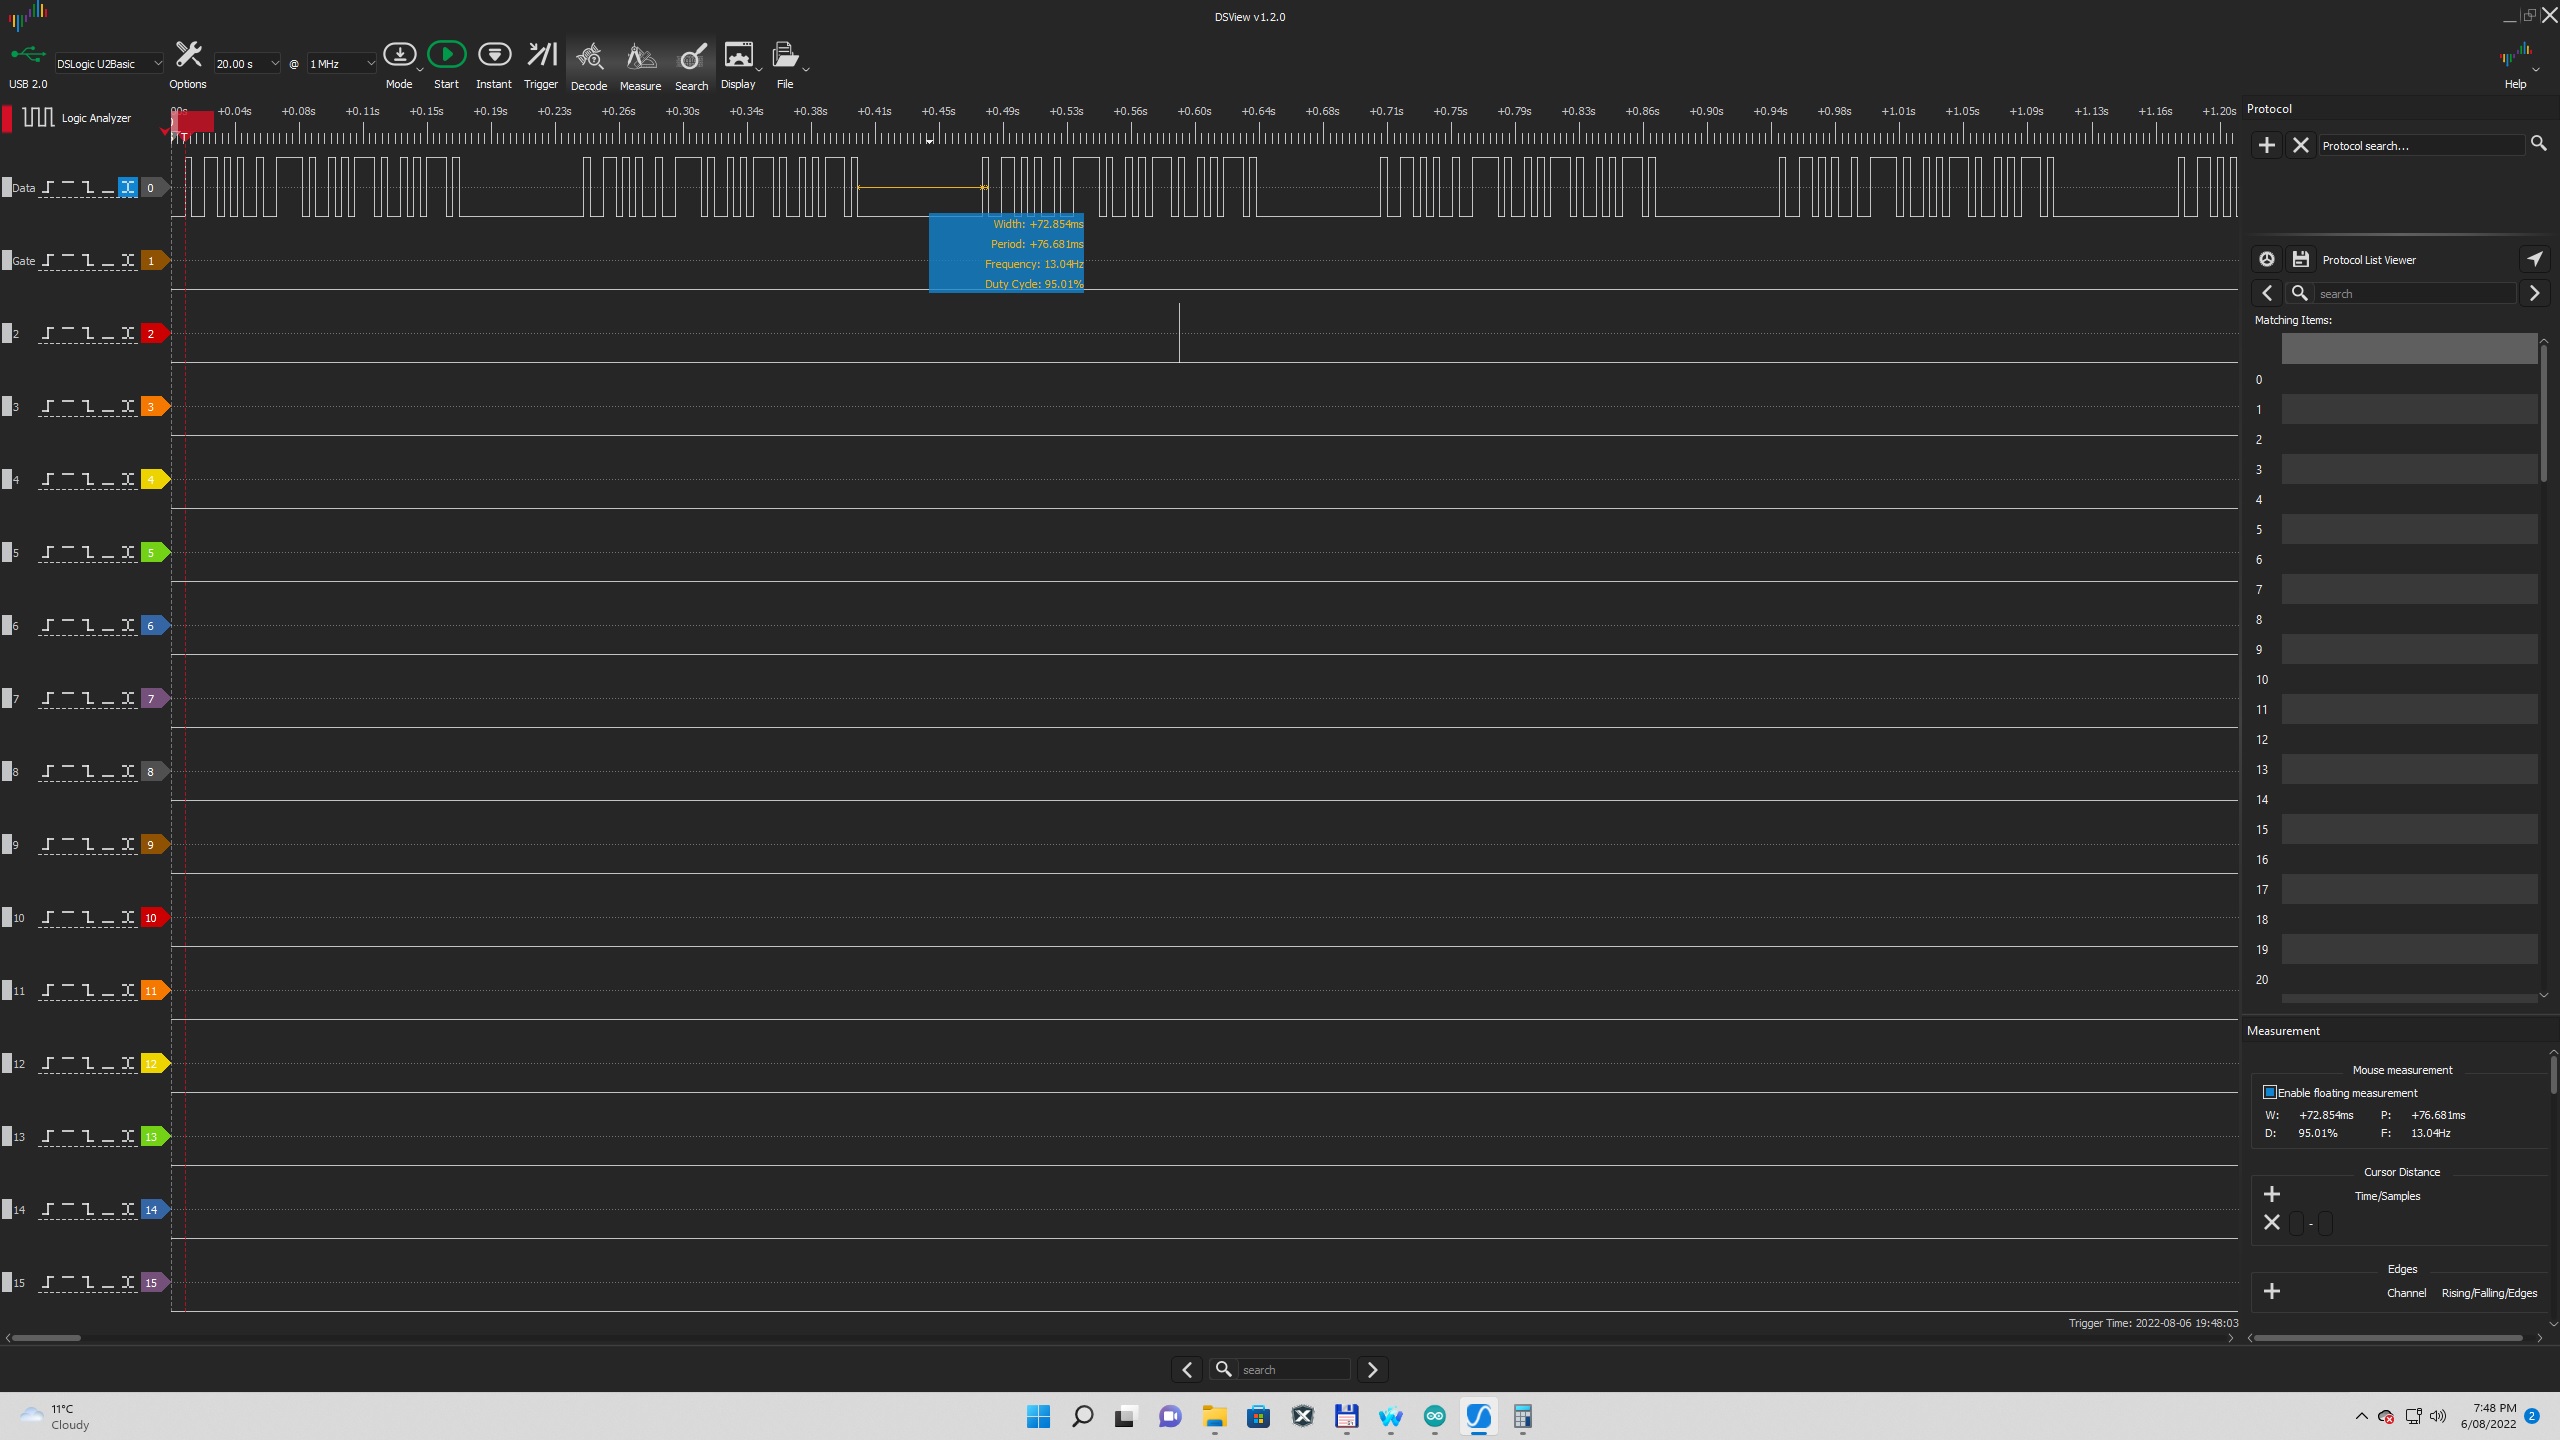 DSView v1.2.0
USB 2.0
DSLogic U2Basic
Options
20.00 s
@
1 MHz
Mode
Start
Instant
Trigger
Decode
Measure
Search
Display
File
Help
Logic Analyzer
+0.04s +0.08s +0.11s +0.15s +0.19s +0.23s +0.26s +0.30s +0.34s +0.38s +0.41s +0.45s +0.49s +0.53s +0.56s +0.60s +0.64s +0.68s +0.71s +0.75s +0.79s +0.83s +0.86s +0.90s +0.94s +0.98s +1.01s +1.05s +1.09s +1.13s +1.16s +1.20s
T
Data 0
Width: +72.854ms
Period: +76.681ms
Frequency: 13.04Hz
Duty Cycle: 95.01%
Gate 1
2 2
3 3
4 4
5 5
6 6
7 7
8 8
9 9
10 10
11 11
12 12
13 13
14 14
15 15
Trigger Time: 2022-08-06 19:48:03
Protocol
Protocol search...
Protocol List Viewer
search
Matching Items:
0
1
2
3
4
5
6
7
8
9
10
11
12
13
14
15
16
17
18
19
20
Measurement
Mouse measurement
Enable floating measurement
W: +72.854ms P: +76.681ms
D: 95.01% F: 13.04Hz
Cursor Distance
Time/Samples
-
Edges
Channel Rising/Falling/Edges
search
11°C
Cloudy
7:48 PM
6/08/2022
2